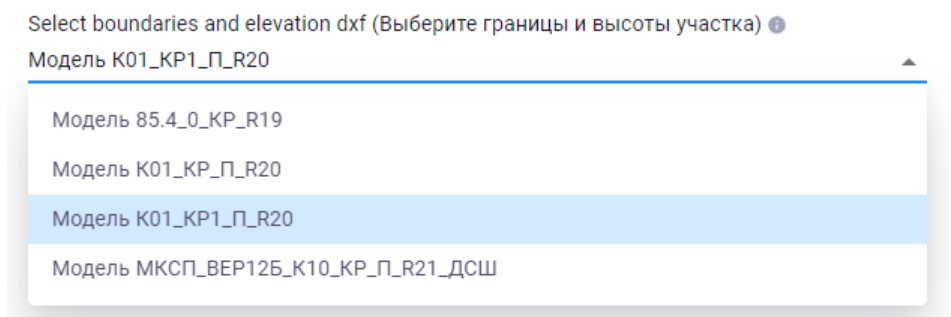 Select boundaries and elevation dxf (Выберите границы и высоты участка)
Модель К01_КР1_П_R20
Модель 85.4_0_КР_R19
Модель К01_КР_П_R20
Модель К01_КР1_П_R20
Модель МКСП_ВЕР12Б_К10_КР_П_R21_ДСШ